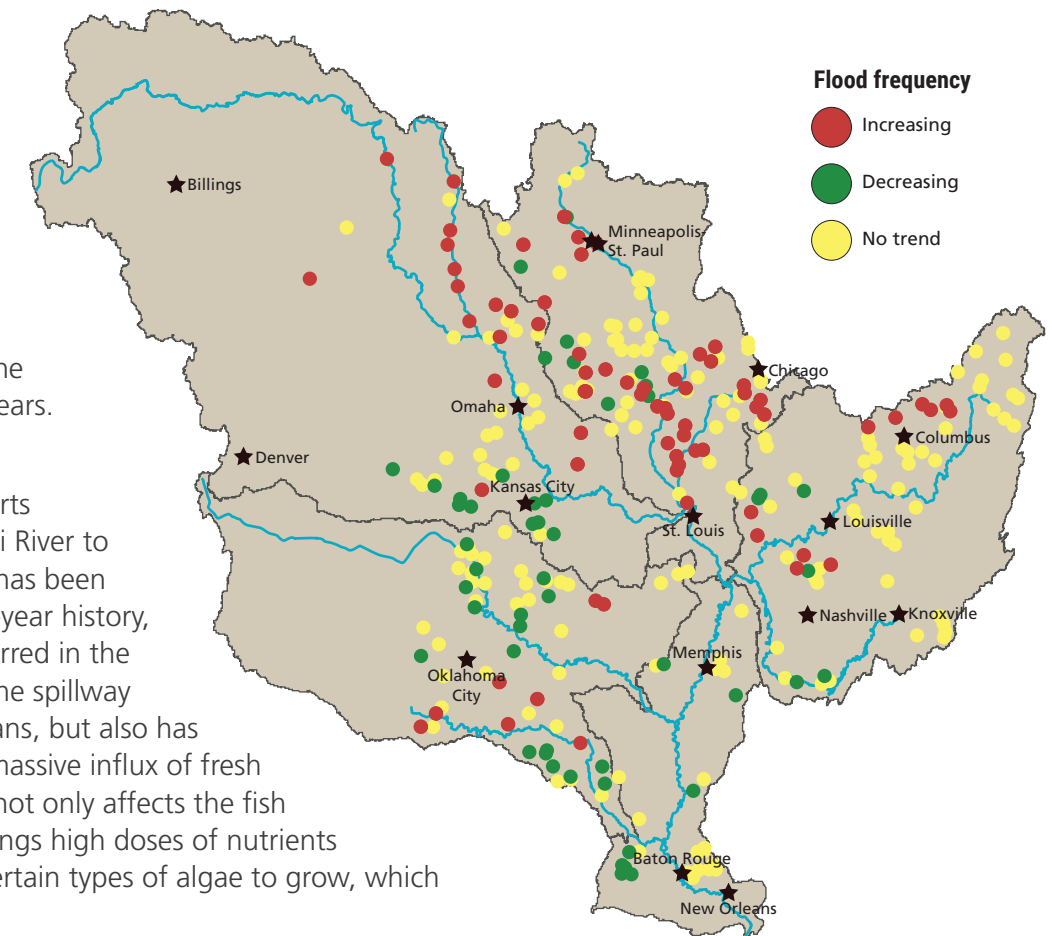 Flood frequency
Increasing
Decreasing
No trend
Billings
Minneapolis-
St. Paul
Chicago
Omaha
Columbus
Denver
Kansas City
St. Louis
Louisville
Nashville
Knoxville
Memphis
Oklahoma
City
Baton Rouge
New Orleans
ne
ears.
rts
i River to
has been
year history,
rred in the
ne spillway
ans, but also has
massive influx of fresh
not only affects the fish
ngs high doses of nutrients
ertain types of algae to grow, which